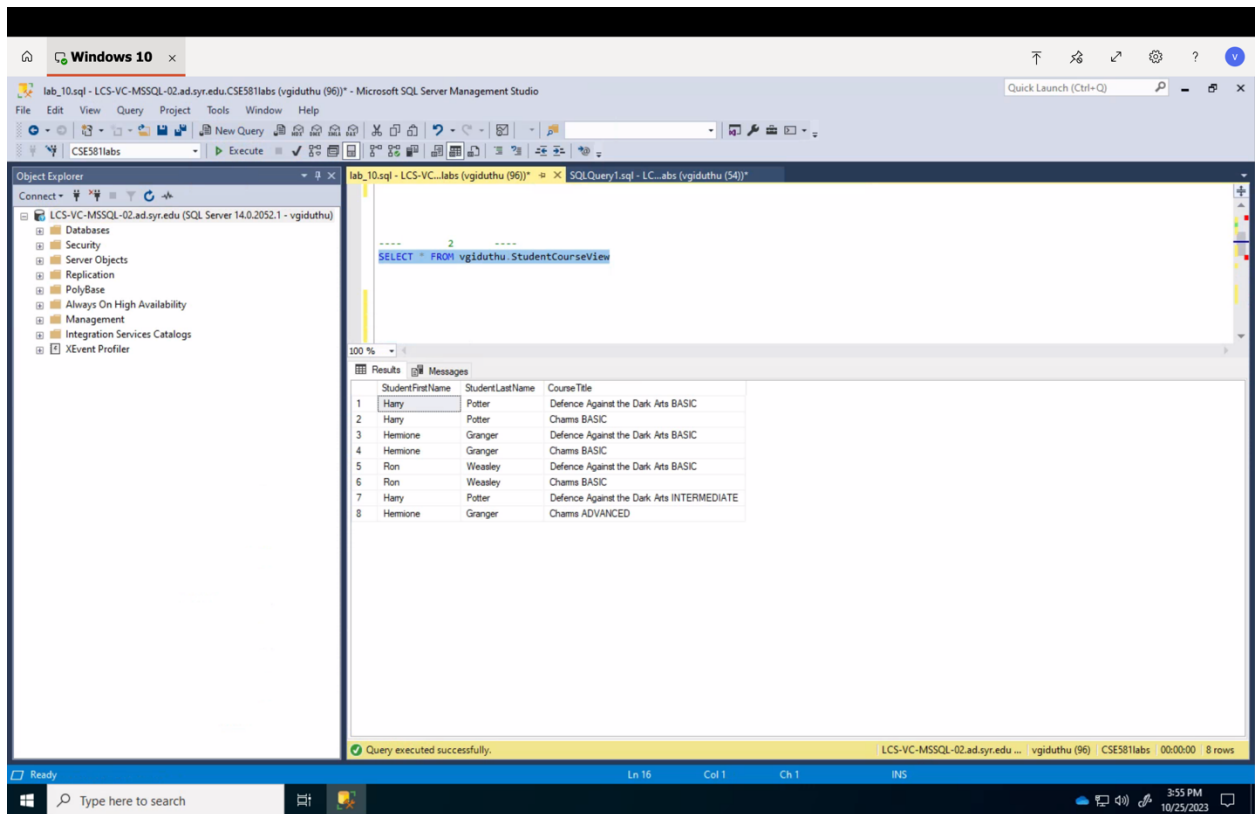 Windows 10 ×
? V
lab_10.sql - LCS-VC-MSSQL-02.ad.syr.edu.CSE581labs (vgiduthu (96))* - Microsoft SQL Server Management Studio
Quick Launch (Ctrl+Q)
File Edit View Query Project Tools Window Help
New Query
CSE581labs Execute
Object Explorer
lab_10.sql - LCS-VC...labs (vgiduthu (96))* SQLQuery1.sql - LC...abs (vgiduthu (54))*
Connect
LCS-VC-MSSQL-02.ad.syr.edu (SQL Server 14.0.2052.1 - vgiduthu)
Databases
Security
Server Objects
Replication
PolyBase
Always On High Availability
Management
Integration Services Catalogs
XEvent Profiler
---- 2 ----
SELECT * FROM vgiduthu.StudentCourseView
100 %
Results Messages
StudentFirstName StudentLastName CourseTitle
1 Harry Potter Defence Against the Dark Arts BASIC
2 Harry Potter Charms BASIC
3 Hermione Granger Defence Against the Dark Arts BASIC
4 Hermione Granger Charms BASIC
5 Ron Weasley Defence Against the Dark Arts BASIC
6 Ron Weasley Charms BASIC
7 Harry Potter Defence Against the Dark Arts INTERMEDIATE
8 Hermione Granger Charms ADVANCED
Query executed successfully. LCS-VC-MSSQL-02.ad.syr.edu ... vgiduthu (96) CSE581labs 00:00:00 8 rows
Ready Ln 16 Col 1 Ch 1 INS
Type here to search
3:55 PM
10/25/2023